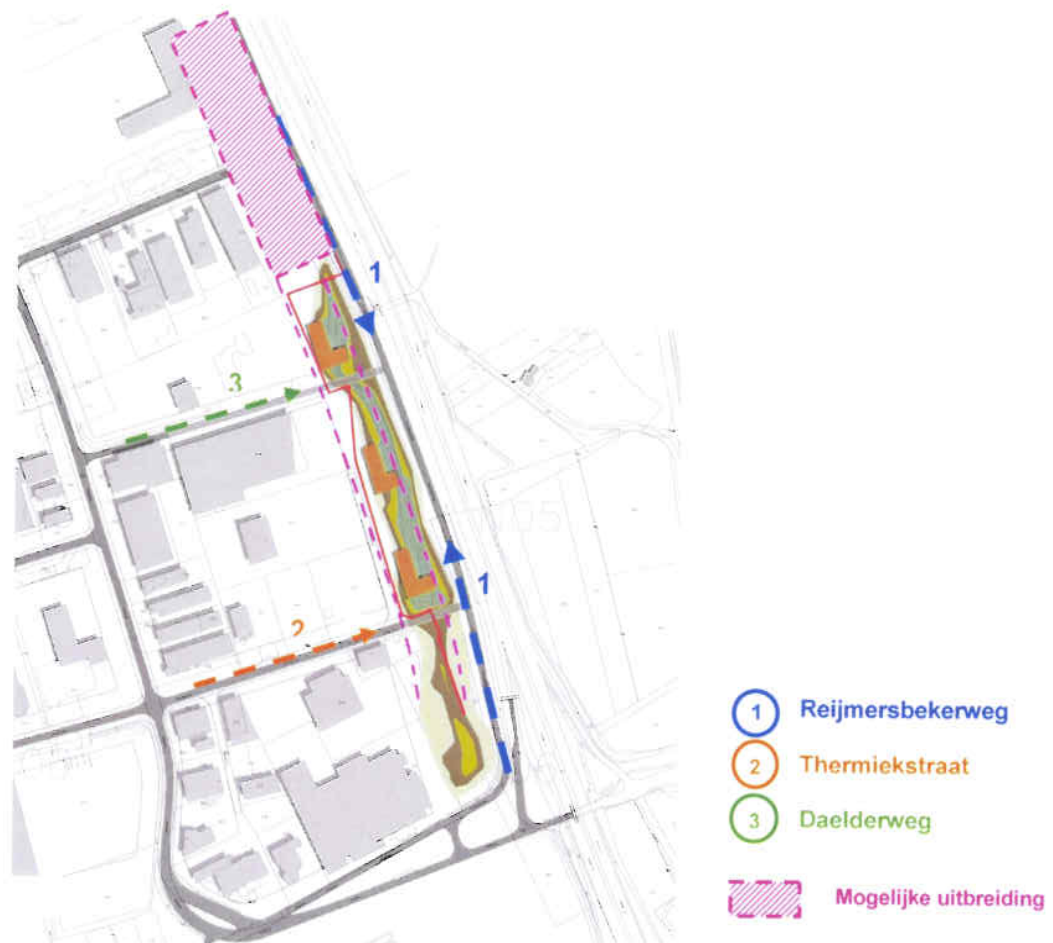 1
3
1
2
1 Reijmersbekerweg
2 Thermiekstraat
3 Daelderweg
Mogelijke uitbreiding